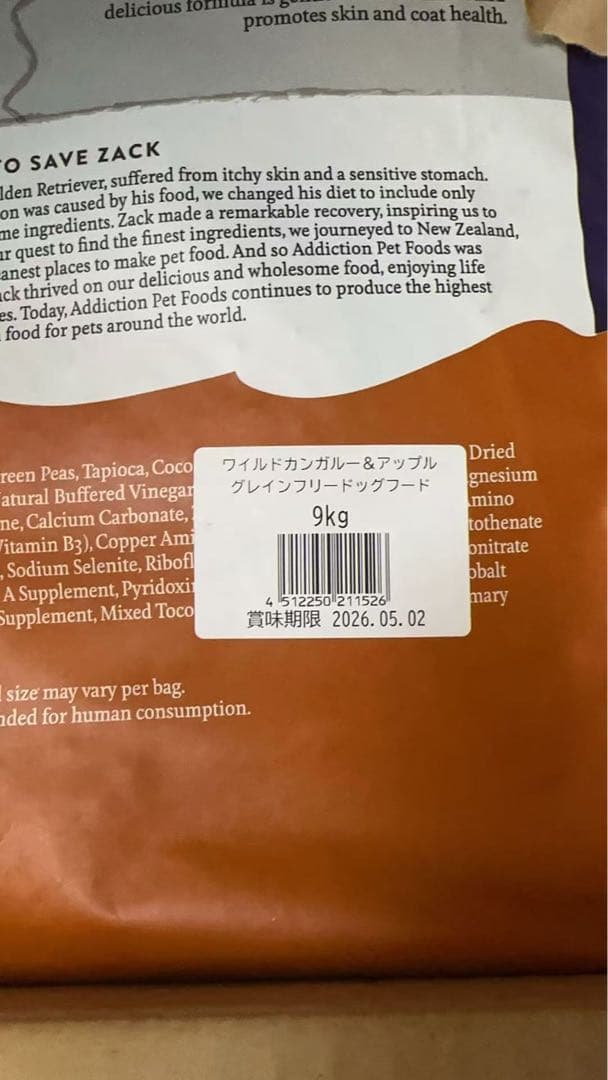 delicious formula is
promotes skin and coat health.
TO SAVE ZACK
lden Retriever, suffered from itchy skin and a sensitive stomach.
on was caused by his food, we changed his diet to include only
me ingredients. Zack made a remarkable recovery, inspiring us to
ur quest to find the finest ingredients, we journeyed to New Zealand,
eanest places to make pet food. And so Addiction Pet Foods was
ack thrived on our delicious and wholesome food, enjoying life
es. Today, Addiction Pet Foods continues to produce the highest
food for pets around the world.
reen Peas, Tapioca, Coco
atural Buffered Vinegar
ne, Calcium Carbonate,
Vitamin B3), Copper Ami
, Sodium Selenite, Ribofl
A Supplement, Pyridoxi
Supplement, Mixed Toco
ワイルドカンガルー&アップル
グレインフリードッグフード
9kg
4 512250 211526
賞味期限 2026.05.02
Dried
gnesium
mino
tothenate
onitrate
obalt
mary
l size may vary per bag.
nded for human consumption.